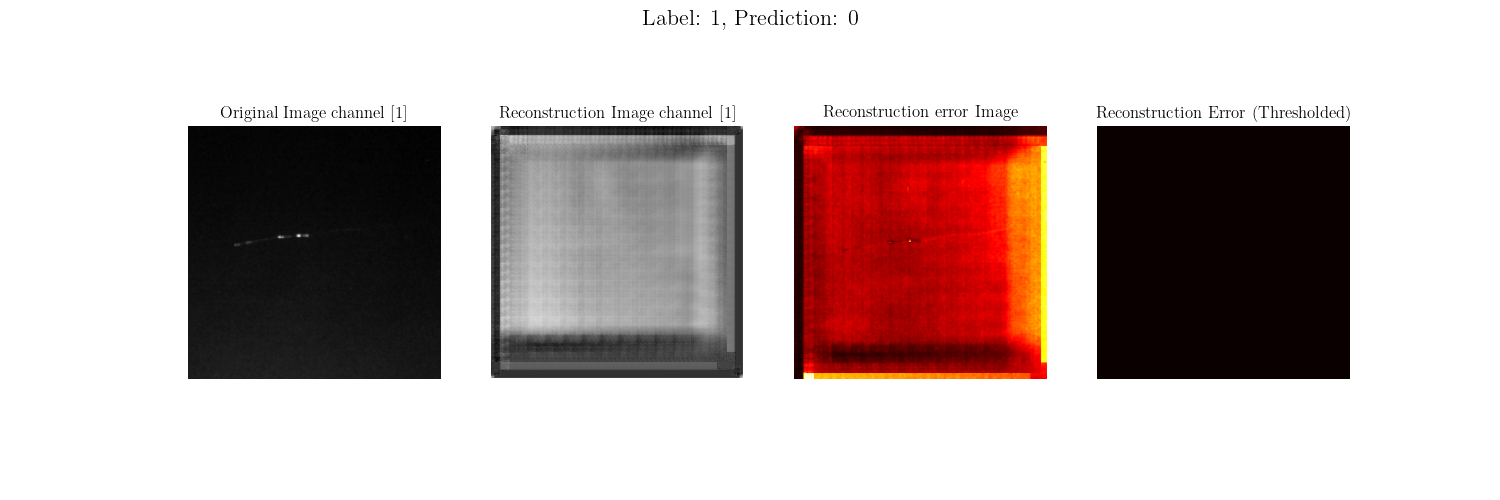 Label: 1, Prediction: 0
Original Image channel [1]
Reconstruction Image channel [1]
Reconstruction error Image
Reconstruction Error (Thresholded)